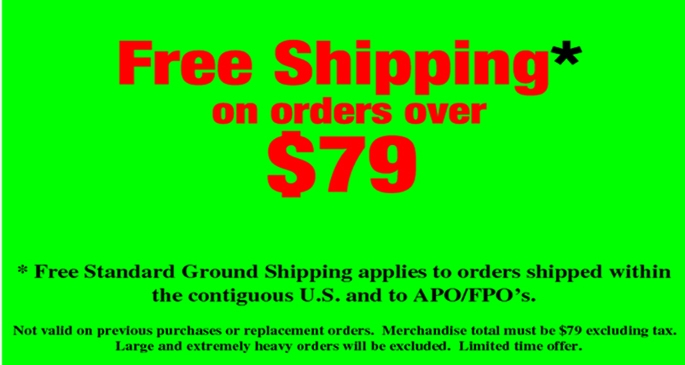 Free Shipping*
on orders over
$79
* Free Standard Ground Shipping applies to orders shipped within
the contiguous U.S. and to APO/FPO’s.
Not valid on previous purchases or replacement orders.  Merchandise total must be $79 excluding tax.
Large and extremely heavy orders will be excluded.  Limited time offer.